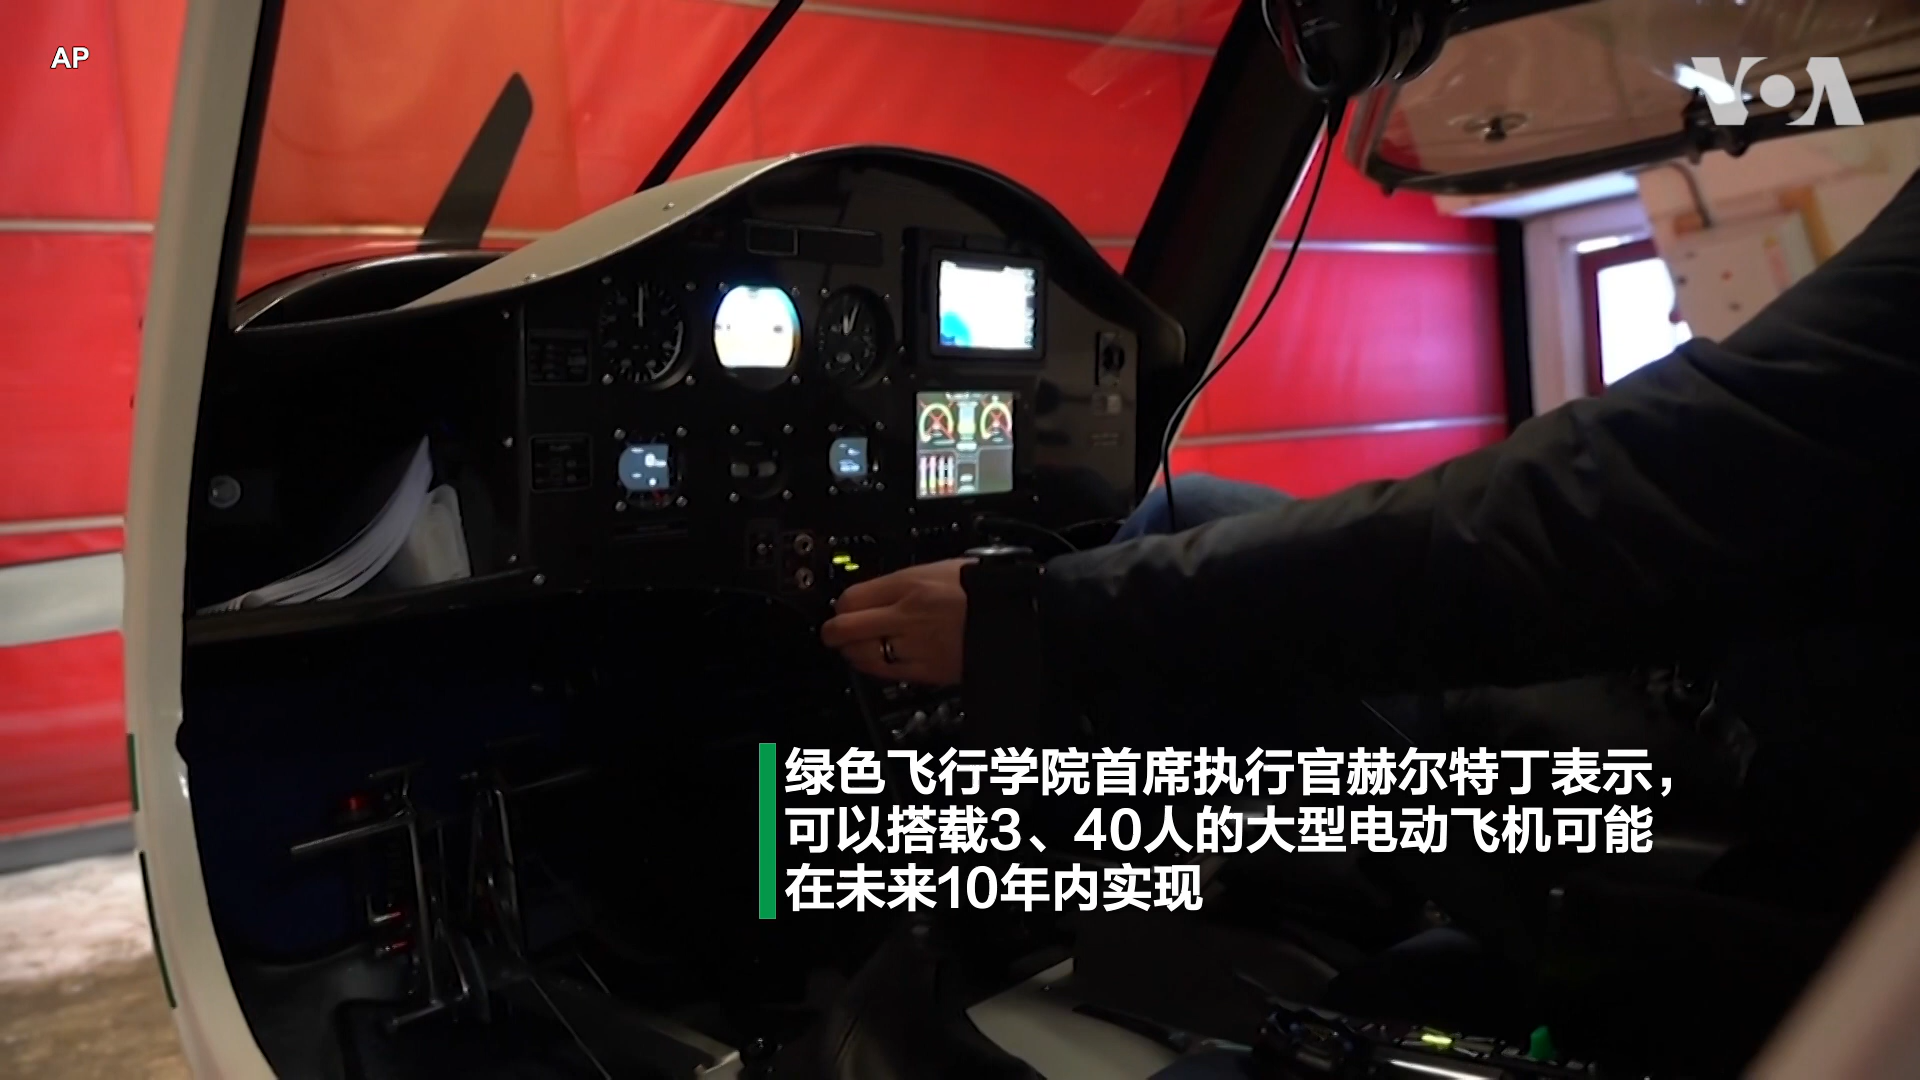 AP
VOA
绿色飞行学院首席执行官赫尔特丁表示，
可以搭载3、40人的大型电动飞机可能
在未来10年内实现